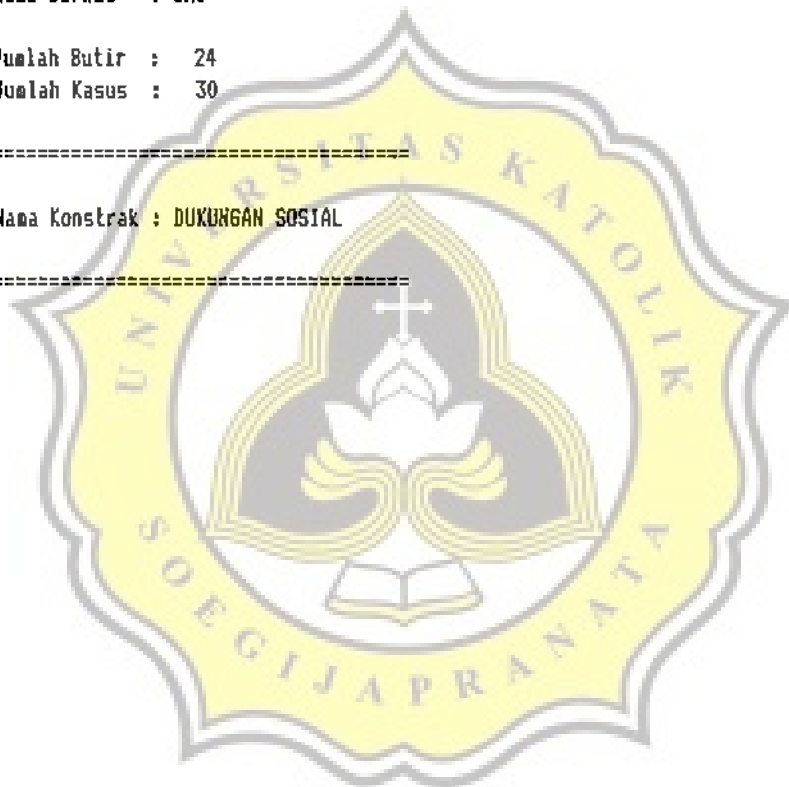 Jumlah Butir : 24
Jumlah Kasus : 30
========================================
Nama Konstrak : DUKUNGAN SOSIAL
========================================
UNIVERSITAS KATOLIK
SOEGIJAPRANATA